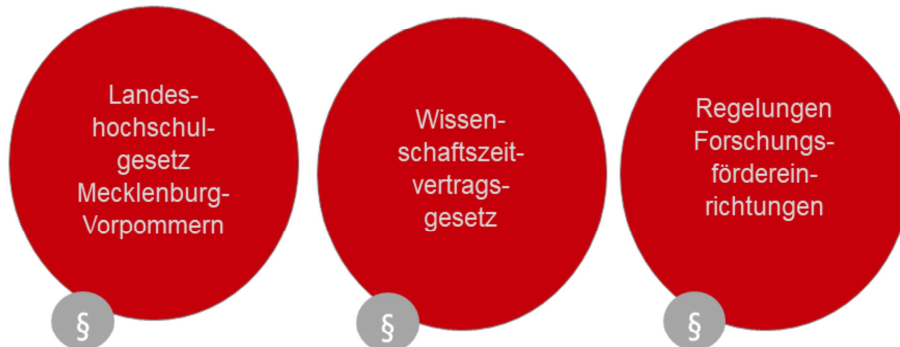 Landes-
hochschul-
gesetz
Mecklenburg-
Vorpommern
§
Wissen-
schaftszeit-
vertrags-
gesetz
§
Regelungen
Forschungs-
förderein-
richtungen
§